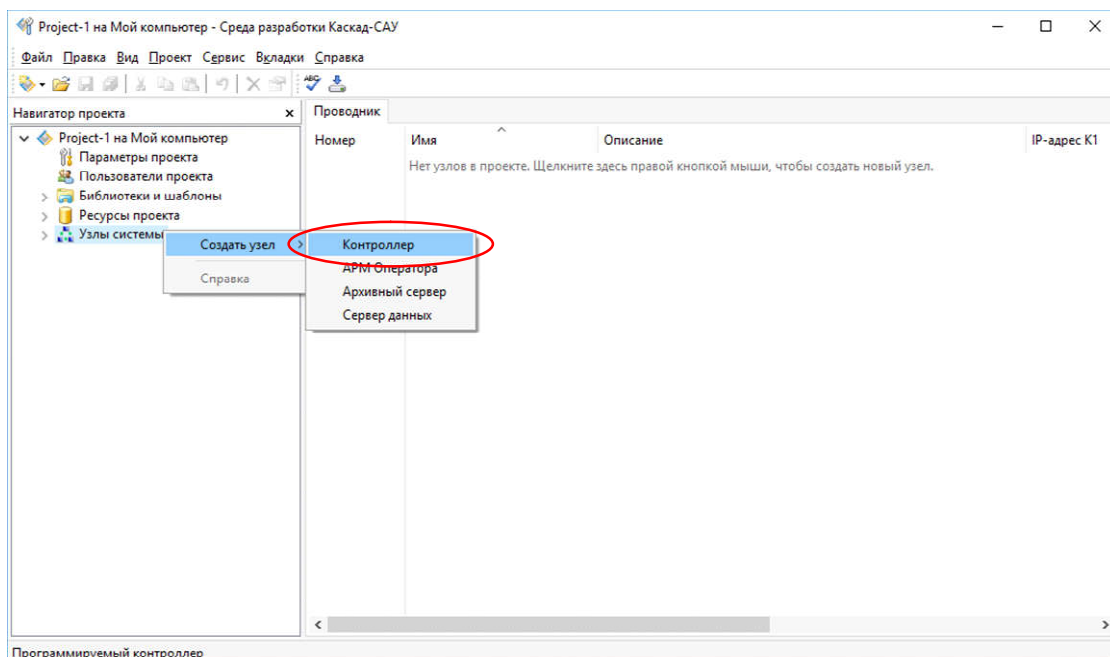 Project-1 на Мой компьютер - Среда разработки Каскад-САУ
Файл Правка Вид Проект Сервис Вкладки Справка
ABC
Навигатор проекта x
Проводник
Project-1 на Мой компьютер
Параметры проекта
Пользователи проекта
Библиотеки и шаблоны
Ресурсы проекта
Узлы системы
Номер Имя Описание IP-адрес K1
Нет узлов в проекте. Щелкните здесь правой кнопкой мыши, чтобы создать новый узел.
Создать узел
Справка
Контроллер
АРМ Оператора
Архивный сервер
Сервер данных
Программируемый контроллер